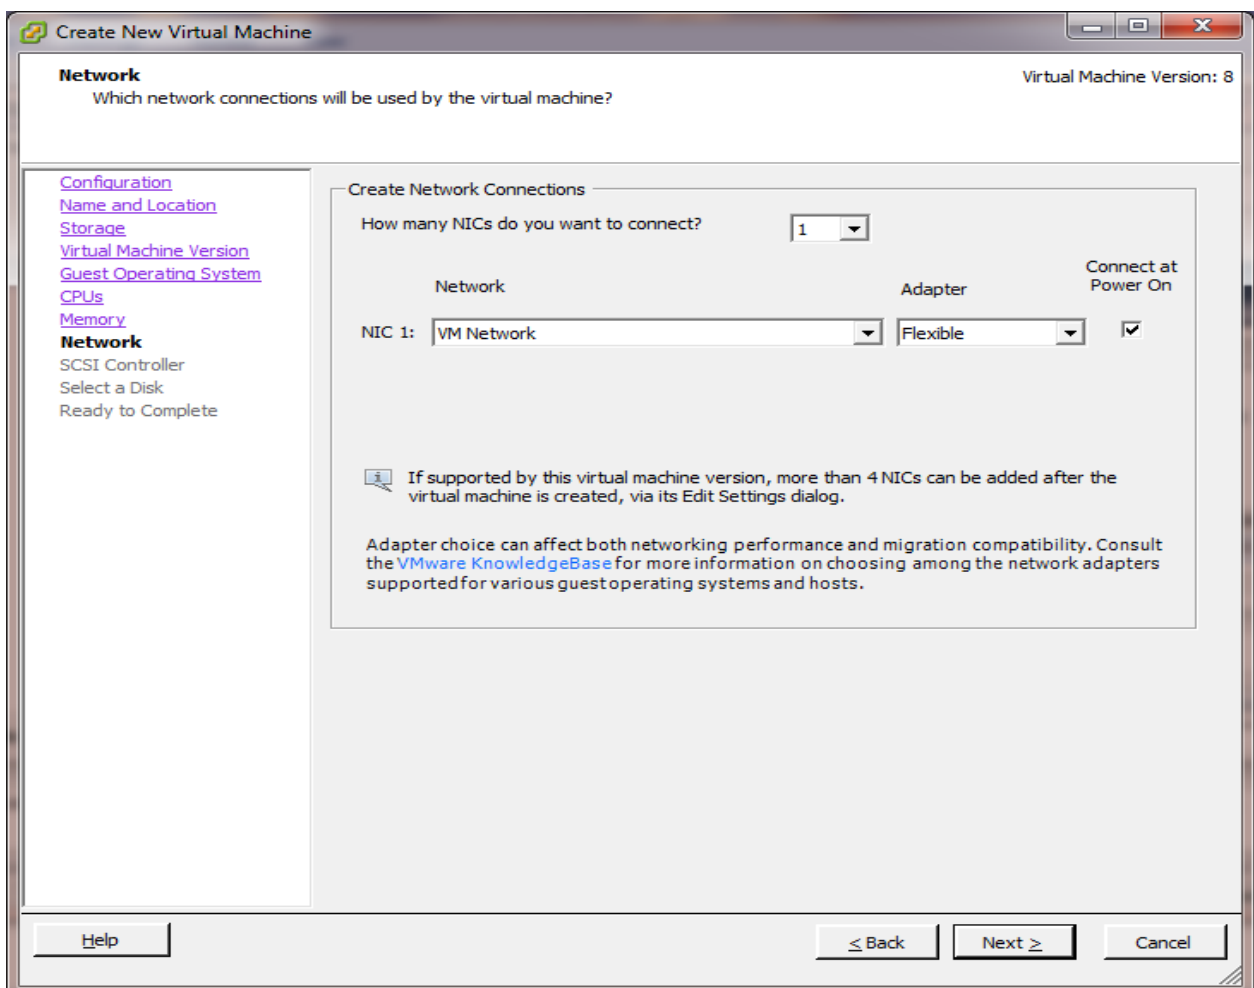 Create New Virtual Machine
Network
Virtual Machine Version: 8
Which network connections will be used by the virtual machine?
Configuration
Name and Location
Storage
Virtual Machine Version
Guest Operating System
CPUs
Memory
Network
SCSI Controller
Select a Disk
Ready to Complete
Create Network Connections
How many NICs do you want to connect?
1
Network
Adapter
Connect at
Power On
NIC 1:
VM Network
Flexible
If supported by this virtual machine version, more than 4 NICs can be added after the
virtual machine is created, via its Edit Settings dialog.
Adapter choice can affect both networking performance and migration compatibility. Consult
the VMware KnowledgeBase for more information on choosing among the network adapters
supported for various guest operating systems and hosts.
Help
< Back
Next >
Cancel